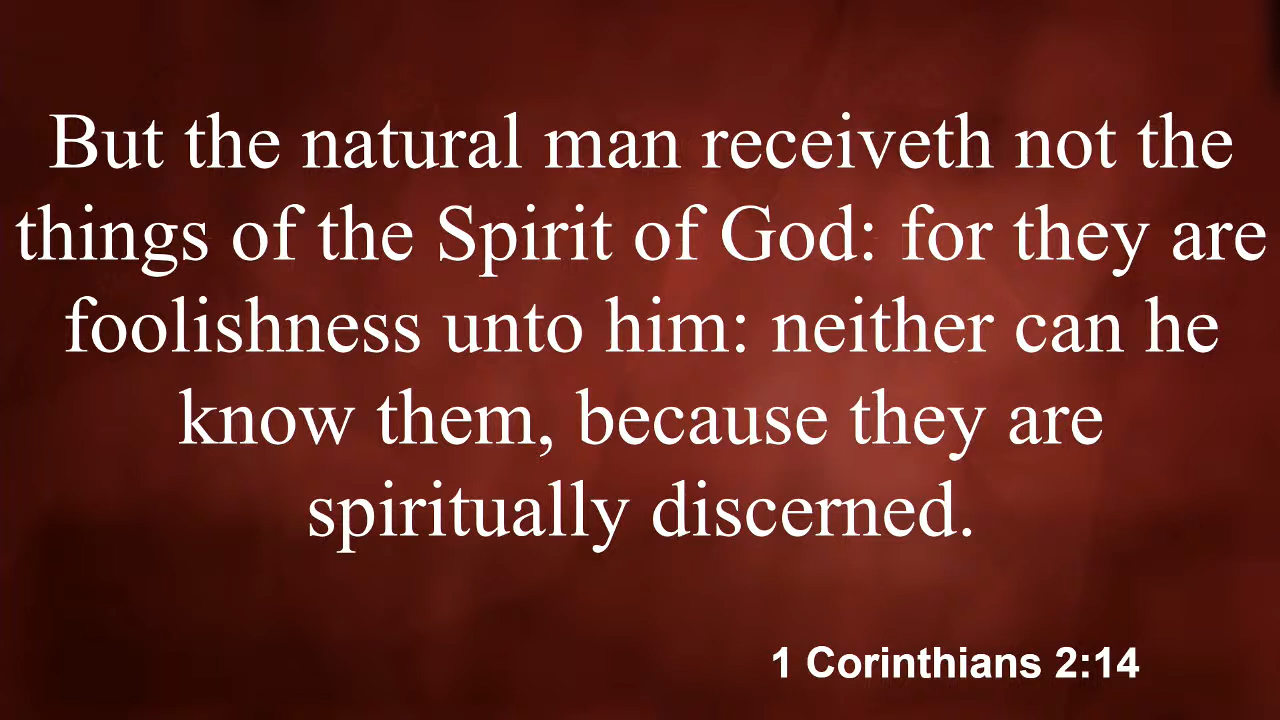 But the natural man receiveth not the
things of the Spirit of God: for they are
foolishness unto him: neither can he
know them, because they are
spiritually discerned.
1 Corinthians 2:14